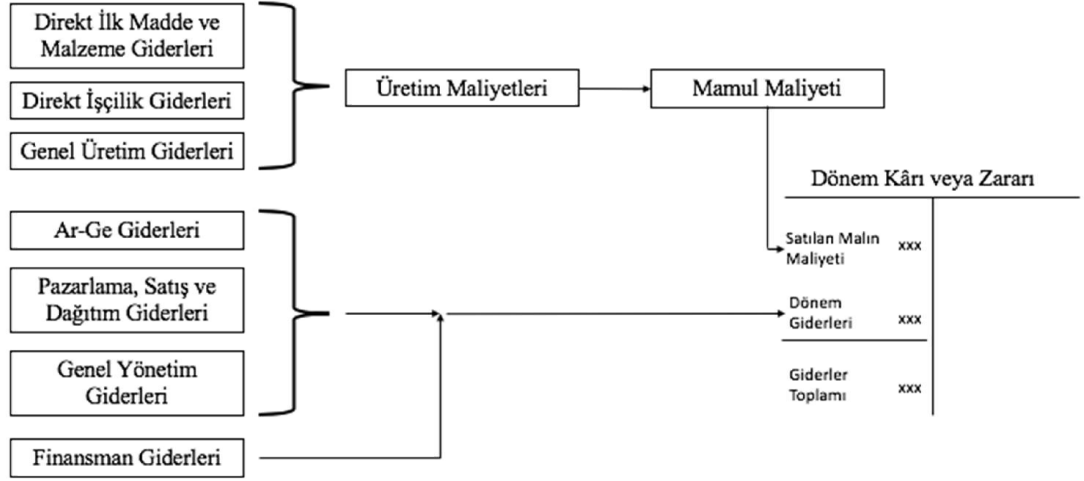 Direkt İlk Madde ve
Malzeme Giderleri
Direkt İşçilik Giderleri
Genel Üretim Giderleri
Üretim Maliyetleri
Mamul Maliyeti
Dönem Kârı veya Zararı
Ar-Ge Giderleri
Pazarlama, Satış ve
Dağıtım Giderleri
Genel Yönetim
Giderleri
Finansman Giderleri
Satılan Malın
Maliyeti
xxx
Dönem
Giderleri
xxx
Giderler
Toplamı
xxx